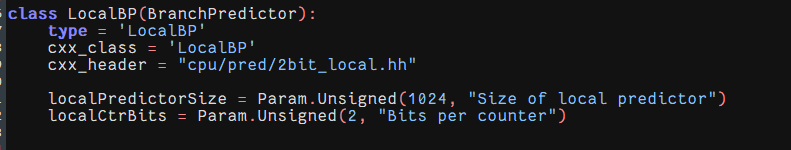 class LocalBP(BranchPredictor):
    type = 'LocalBP'
    cxx_class = 'LocalBP'
    cxx_header = "cpu/pred/2bit_local.hh"

    localPredictorSize = Param.Unsigned(1024, "Size of local predictor")
    localCtrBits = Param.Unsigned(2, "Bits per counter")